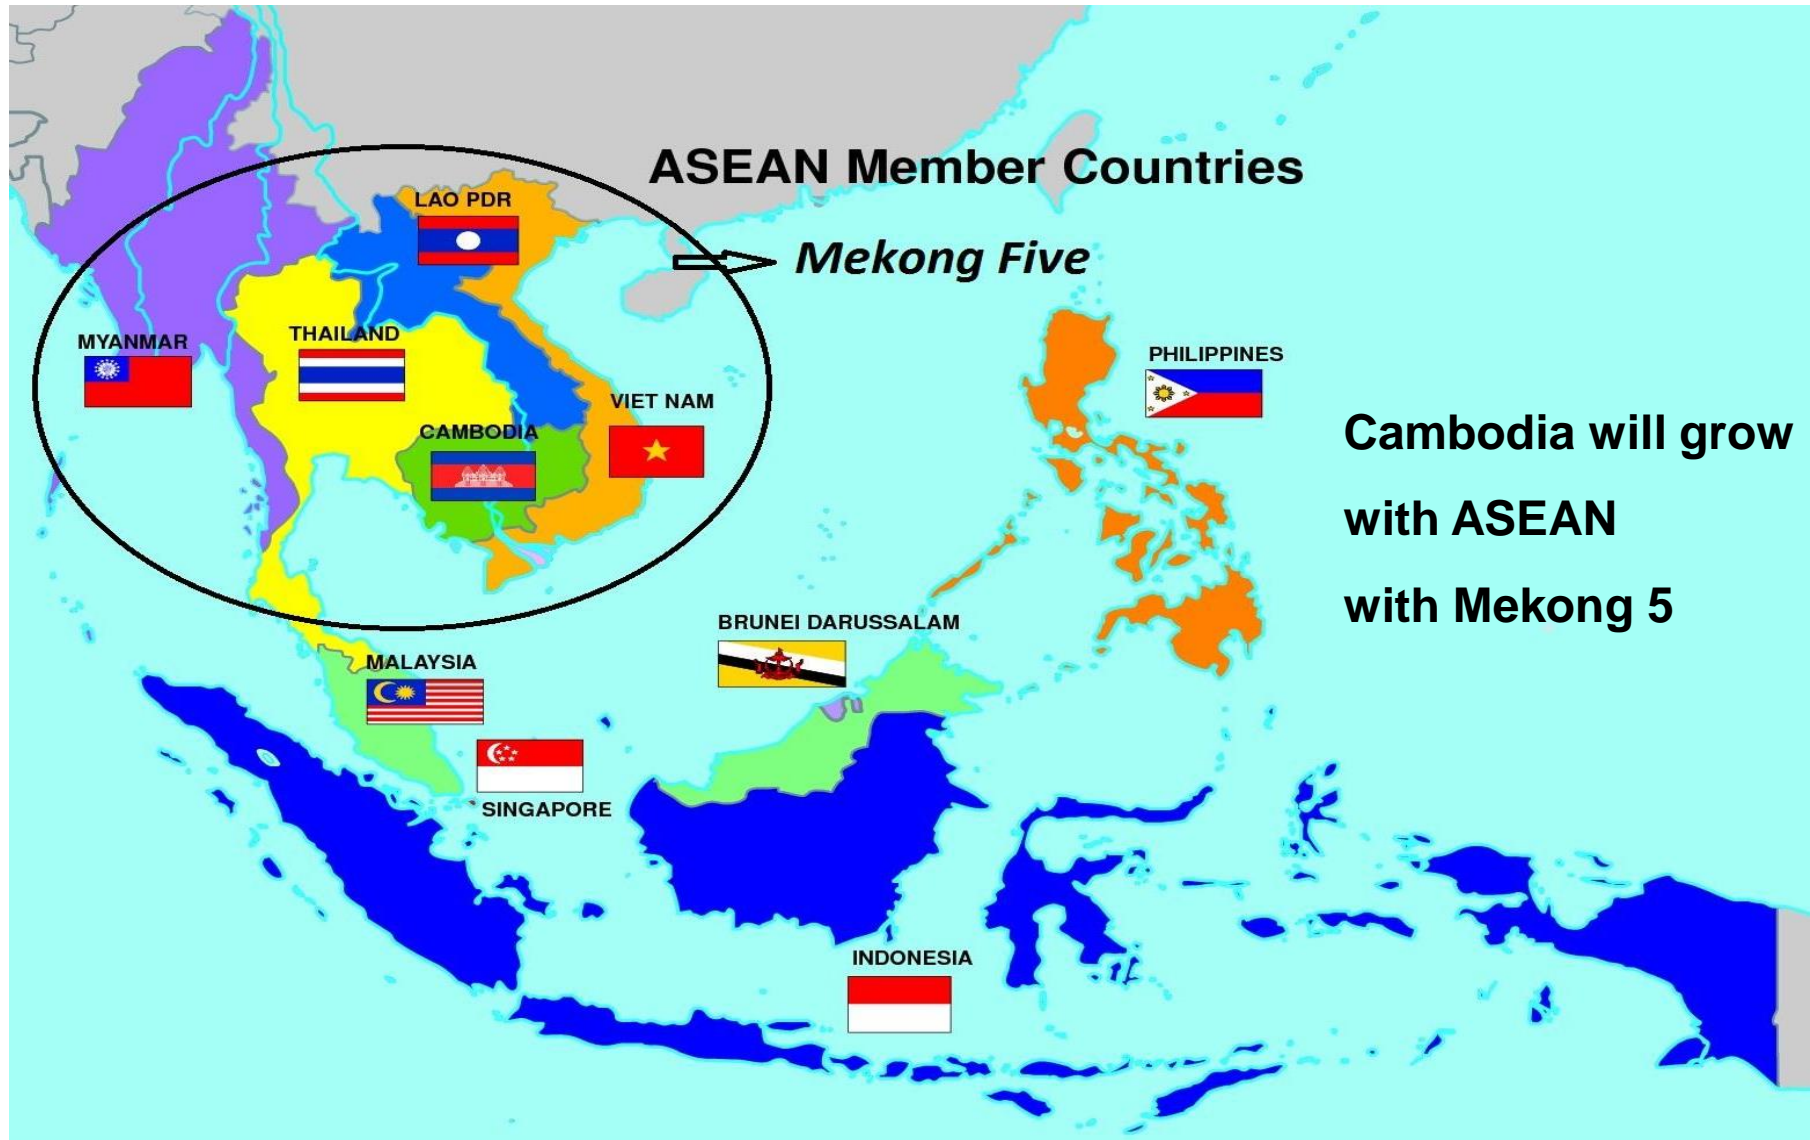 ASEAN Member Countries
LAO PDR
Mekong Five
MYANMAR
THAILAND
PHILIPPINES
VIET NAM
CAMBODIA
Cambodia will grow
with ASEAN
with Mekong 5
BRUNEI DARUSSALAM
MALAYSIA
SINGAPORE
INDONESIA